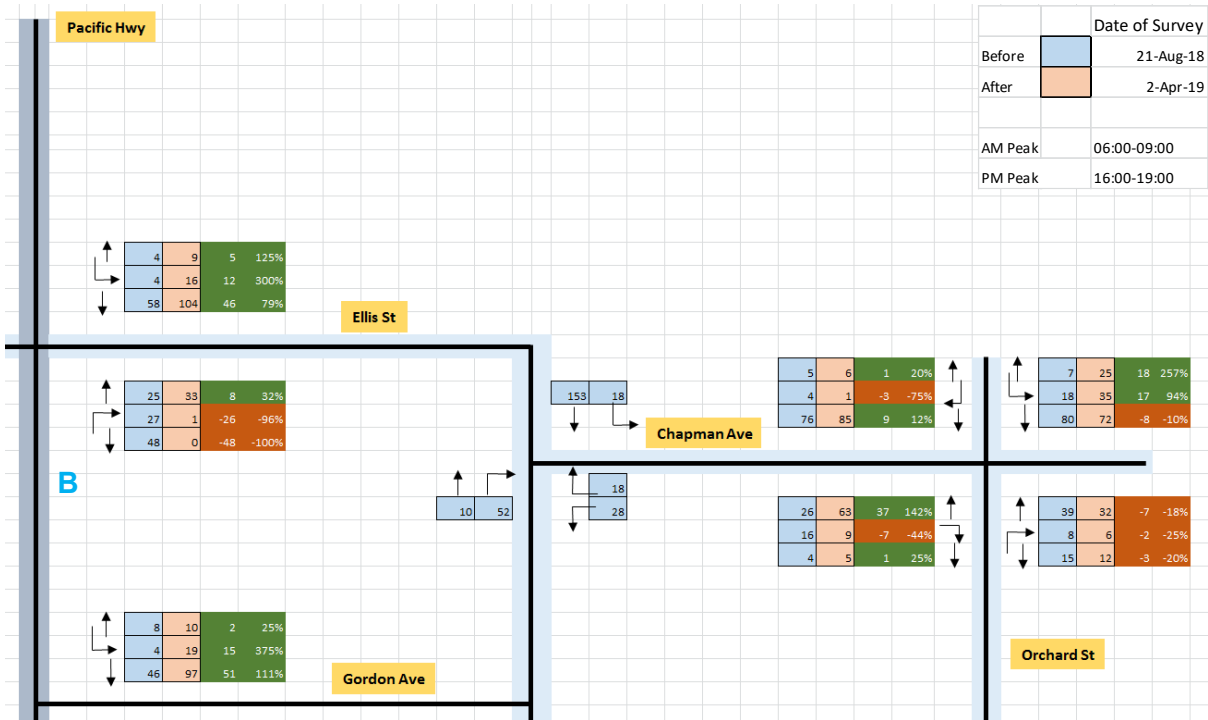 Pacific Hwy
Date of Survey
Before 21-Aug-18
After 2-Apr-19
AM Peak 06:00-09:00
PM Peak 16:00-19:00
4 9 5 125%
4 16 12 300%
58 104 46 79%
Ellis St
25 33 8 32%
27 1 -26 -96%
48 0 -48 -100%
153 18
5 6 1 20%
4 1 -3 -75%
76 85 9 12%
7 25 18 257%
18 35 17 94%
80 72 -8 -10%
Chapman Ave
B
10 52
18
28
26 63 37 142%
16 9 -7 -44%
4 5 1 25%
39 32 -7 -18%
8 6 -2 -25%
15 12 -3 -20%
8 10 2 25%
4 19 15 375%
46 97 51 111%
Gordon Ave
Orchard St